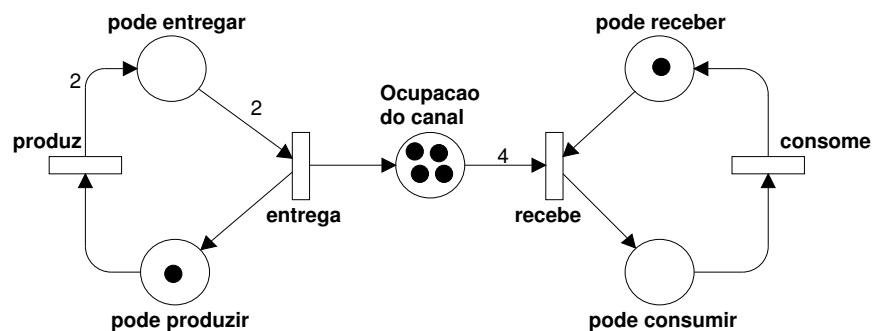 pode entregar
pode receber
2
2
Ocupacao
do canal
produz
4
consome
entrega
recebe
pode produzir
pode consumir